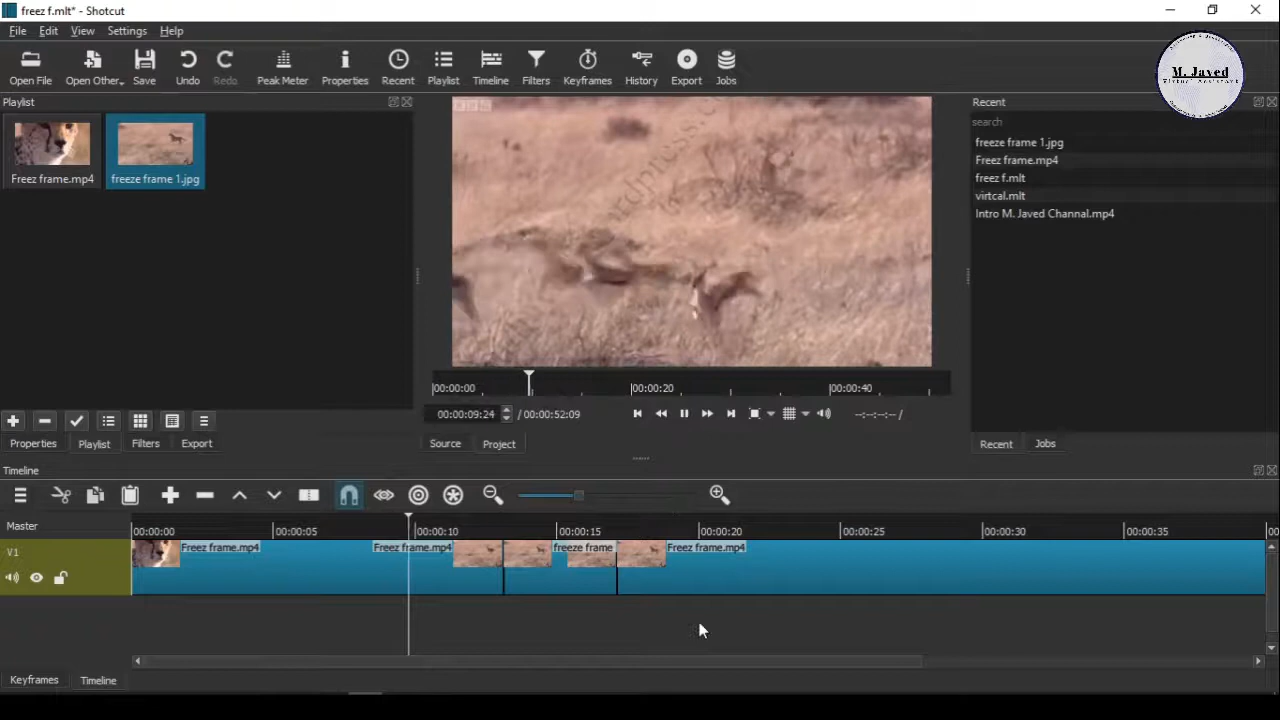 freez f.mlt* - Shotcut
File Edit View Settings Help
Open File Open Other Save Undo Redo Peak Meter Properties Recent Playlist Timeline Filters Keyframes History Export Jobs
M. Javed
Virtual Assistant
Playlist
Recent
search
Freez frame.mp4
freeze frame 1.jpg
freeze frame 1.jpg
Freez frame.mp4
freez f.mlt
virtcal.mlt
Intro M. Javed Channal.mp4
wordpress.c
|00:00:00 |00:00:20 |00:00:40
00:00:09:24 / 00:00:52:09 --:--:--:-- /
Properties Playlist Filters Export
Source Project
Recent Jobs
Timeline
Master
|00:00:00 |00:00:05 |00:00:10 |00:00:15 |00:00:20 |00:00:25 |00:00:30 |00:00:35 |00
V1
Freez frame.mp4 Freez frame.mp4 freeze frame Freez frame.mp4
Keyframes Timeline